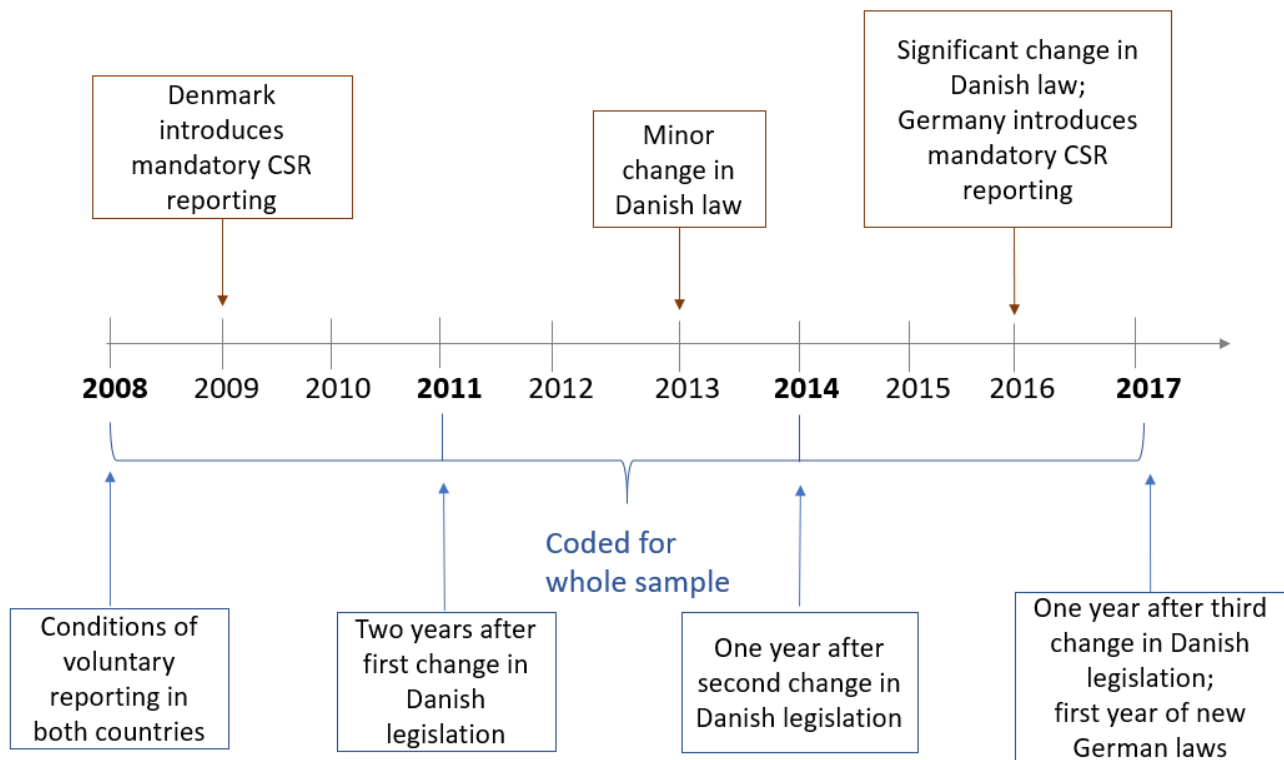 Denmark
introduces
mandatory CSR
reporting
Minor
change in
Danish law
Significant change in
Danish law;
Germany introduces
mandatory CSR
reporting
2008 2009 2010 2011 2012 2013 2014 2015 2016 2017
Coded for
whole sample
Conditions of
voluntary
reporting in
both countries
Two years after
first change in
Danish
legislation
One year after
second change in
Danish legislation
One year after third
change in Danish
legislation;
first year of new
German laws